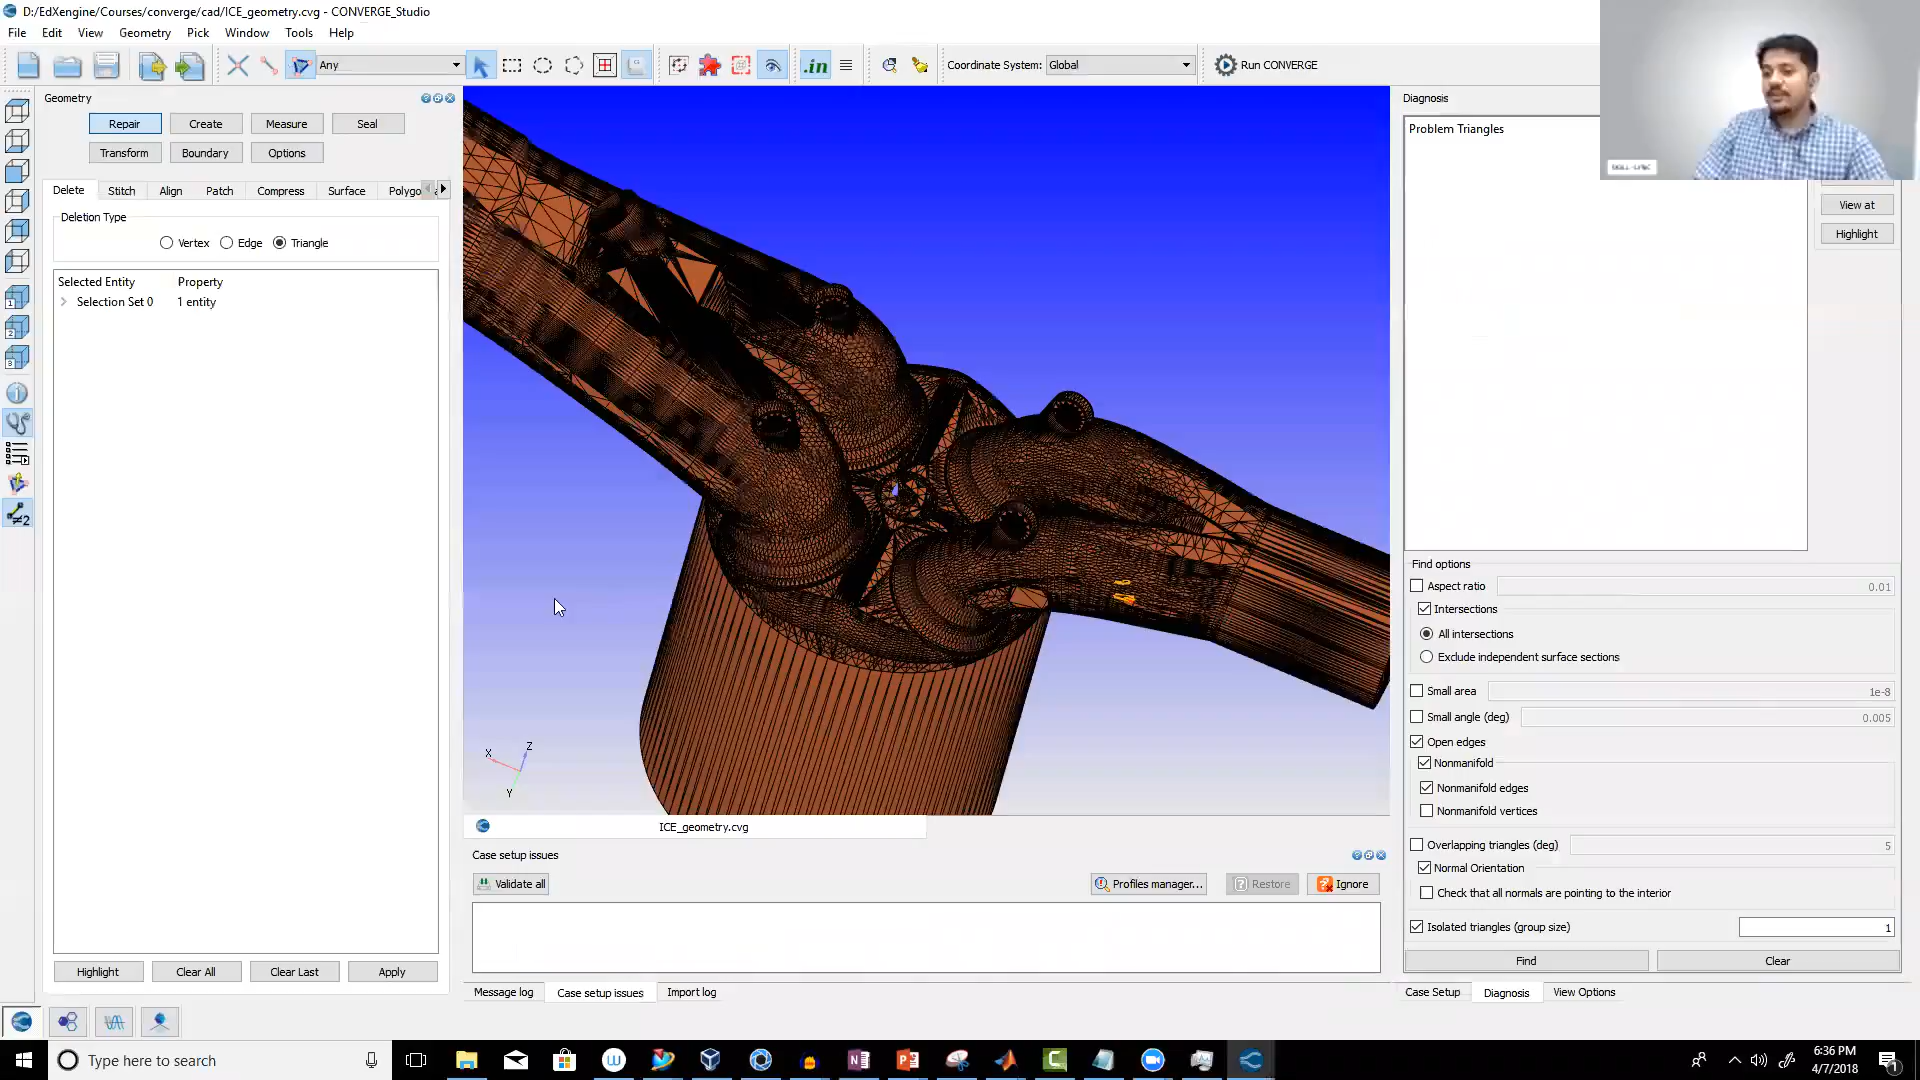 D:/EdXengine/Courses/converge/cad/ICE_geometry.cvg - CONVERGE_Studio
File Edit View Geometry Pick Window Tools Help
Any
.in
Coordinate System: Global
Run CONVERGE
Geometry
Repair Create Measure Seal
Transform Boundary Options
Delete Stitch Align Patch Compress Surface Polygo
Deletion Type
Vertex Edge Triangle
Selected Entity Property
Selection Set 0 1 entity
Highlight Clear All Clear Last Apply
X Z
Y
ICE_geometry.cvg
Case setup issues
Validate all
Profiles manager...
Restore
Ignore
Message log Case setup issues Import log
Diagnosis
Problem Triangles
View at
Highlight
Find options
Aspect ratio 0.01
Intersections
All intersections
Exclude independent surface sections
Small area 1e-8
Small angle (deg) 0.005
Open edges
Nonmanifold
Nonmanifold edges
Nonmanifold vertices
Overlapping triangles (deg) 5
Normal Orientation
Check that all normals are pointing to the interior
Isolated triangles (group size) 1
Find Clear
Case Setup Diagnosis View Options
Type here to search
6:36 PM
4/7/2018